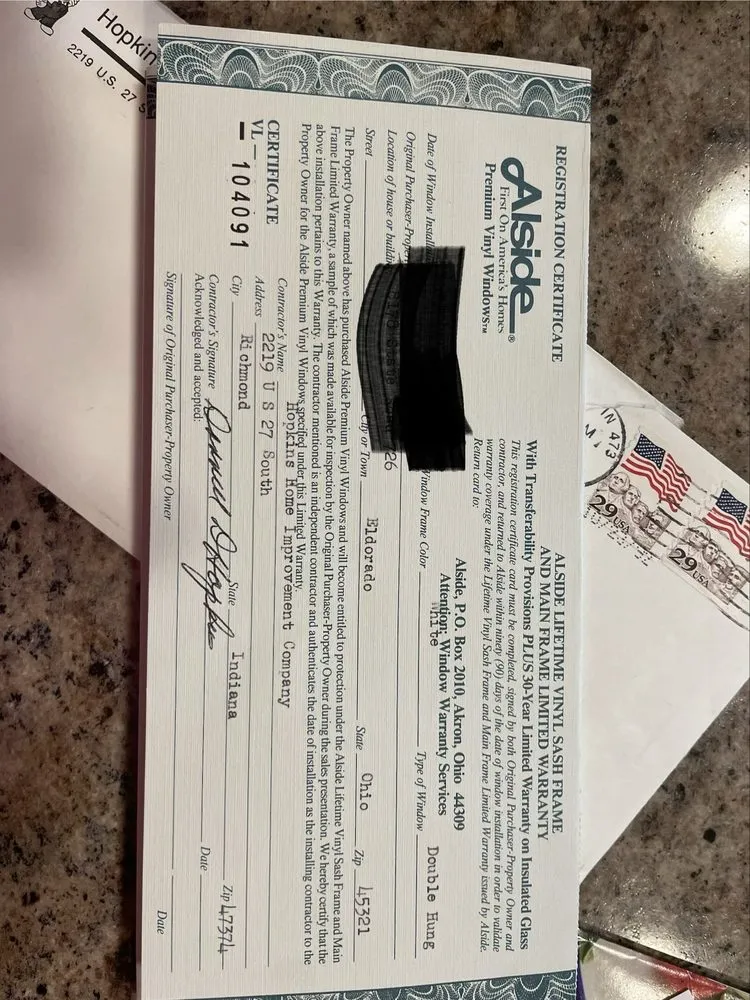 REGISTRATION CERTIFICATE
Alside®
First On America's Homes
Premium Vinyl Windows™
ALSIDE LIFETIME VINYL SASH FRAME
AND MAIN FRAME LIMITED WARRANTY
With Transferability Provisions PLUS 30-Year Limited Warranty on Insulated Glass
This registration certificate card must be completed, signed by both Original Purchaser-Property Owner and
contractor, and returned to Alside within ninety (90) days of the date of window installation in order to validate
warranty coverage under the Lifetime Vinyl Sash Frame and Main Frame Limited Warranty issued by Alside.
Return card to:
Alside, P.O. Box 2010, Akron, Ohio 44309
Attention: Window Warranty Services
Date of Window Window Frame Color White Type of Window Double Hung
Original
Location of house or 26
Street City or Town Eldorado State Ohio Zip 45321
The Property Owner named above has purchased Alside Premium Vinyl Windows and will become entitled to protection under the Alside Lifetime Vinyl Sash Frame and Main
Frame Limited Warranty, a sample of which was made available for inspection by the Original Purchaser-Property Owner during the sales presentation. We hereby certify that the
above installation pertains to this Warranty. The contractor mentioned is an independent contractor and authenticates the date of installation as the installing contractor to the
Property Owner for the Alside Premium Vinyl Windows specified under this Limited Warranty.
CERTIFICATE
VL–
– 104091
Contractor's Name Hopkins Home Improvement Company
Address 2219 U S 27 South
City Richmond State Indiana Zip 47374
Contractor's Signature Date
Acknowledged and accepted:
Signature of Original Purchaser-Property Owner Date
Hopkin
2219 U.S. 27 S
IN 473
29 USA
29 USA